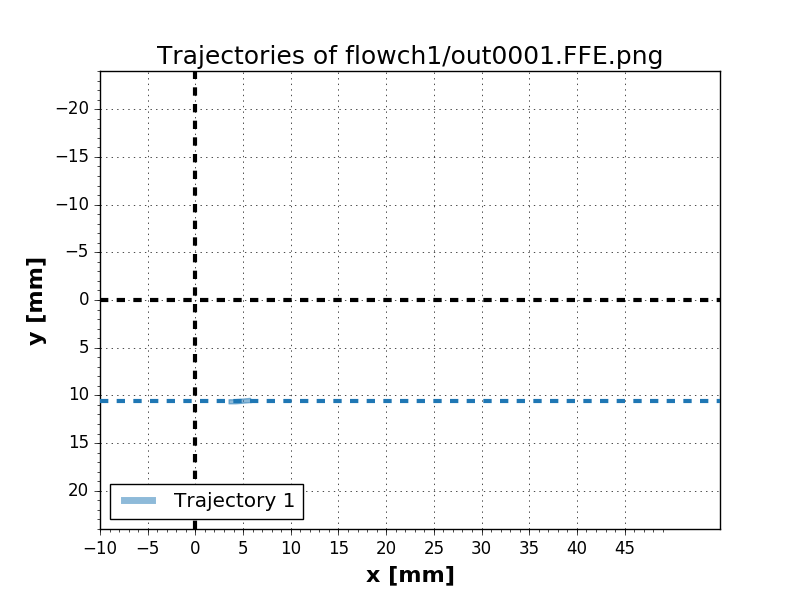 Trajectories of flowch1/out0001.FFE.png
y [mm]
−20
−15
−10
−5
0
5
10
15
20
Trajectory 1
−10 −5 0 5 10 15 20 25 30 35 40 45
x [mm]